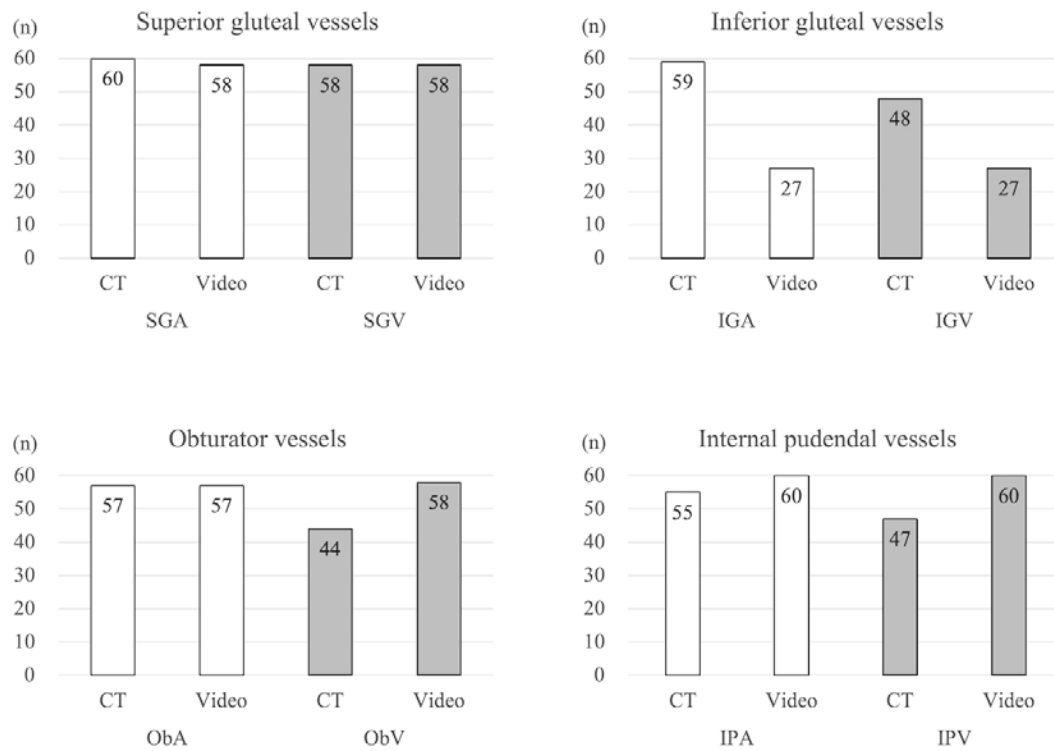 Superior gluteal vessels
(n)
60
50
40
30
20
10
0
60
58
58
58
CT
Video
CT
Video
SGA
SGV
Inferior gluteal vessels
(n)
60
50
40
30
20
10
0
59
27
48
27
CT
Video
CT
Video
IGA
IGV
Obturator vessels
(n)
60
50
40
30
20
10
0
57
57
44
58
CT
Video
CT
Video
ObA
ObV
Internal pudendal vessels
(n)
60
50
40
30
20
10
0
55
60
47
60
CT
Video
CT
Video
IPA
IPV